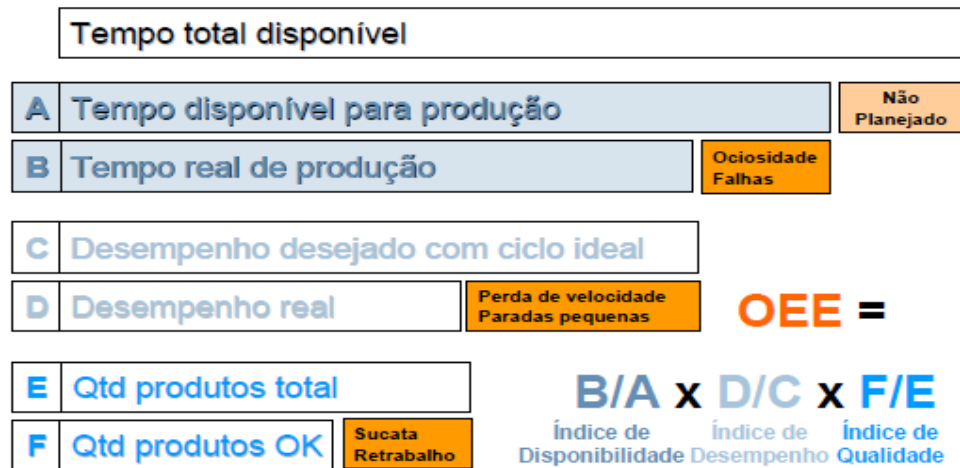 Tempo total disponível
A Tempo disponível para produção
Não
Planejado
B Tempo real de produção
Ociosidade
Falhas
C Desempenho desejado com ciclo ideal
D Desempenho real
Perda de velocidade
Paradas pequenas
OEE =
E Qtd produtos total
B/A x D/C x F/E
F Qtd produtos OK
Sucata
Retrabalho
Índice de Disponibilidade
Índice de Desempenho
Índice de Qualidade